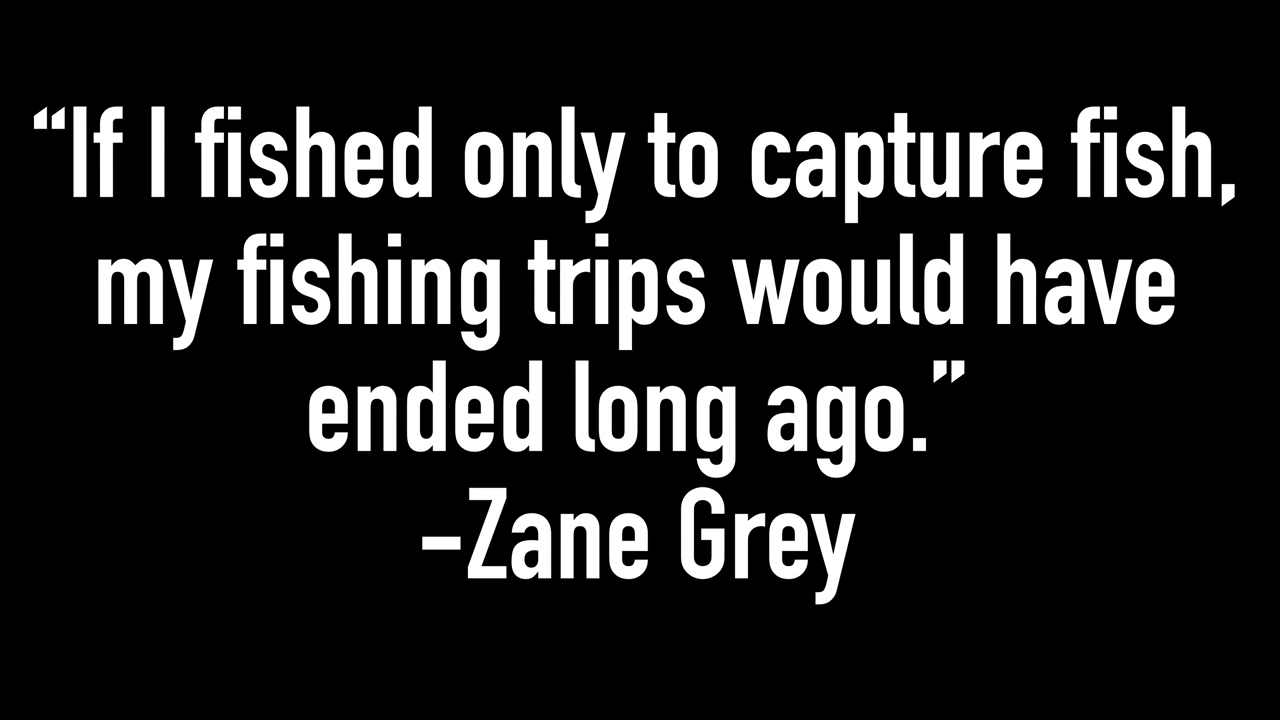 “If I fished only to capture fish,
my fishing trips would have
ended long ago.”
-Zane Grey